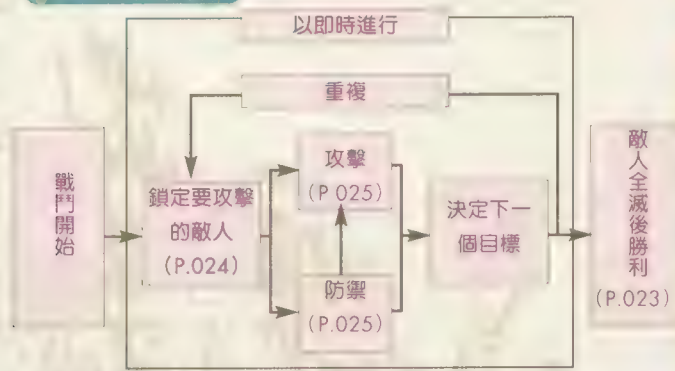 以即時進行
重複
戰鬥開始
鎖定要攻擊
的敵人
(P.024)
攻擊
(P.025)
防禦
(P.025)
決定下一
個目標
敵人全滅後勝利
(P.023)